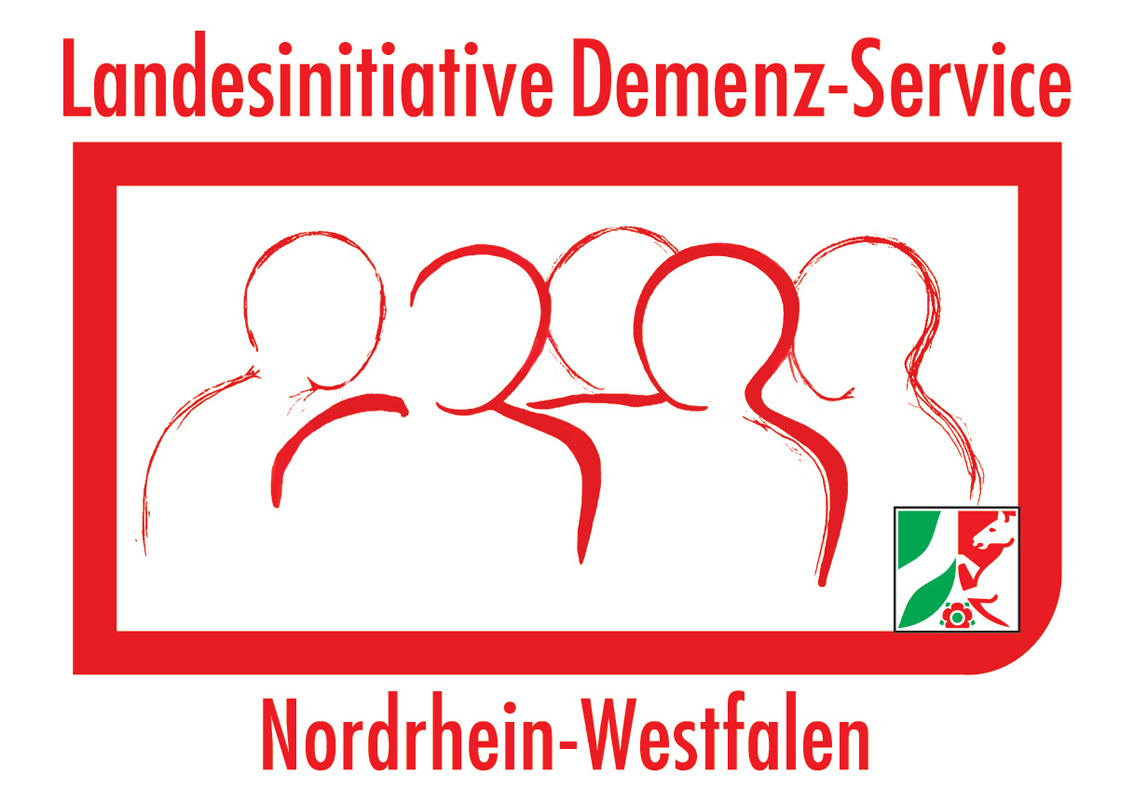 Landesinitiative Demenz-Service
Nordrhein-Westfalen